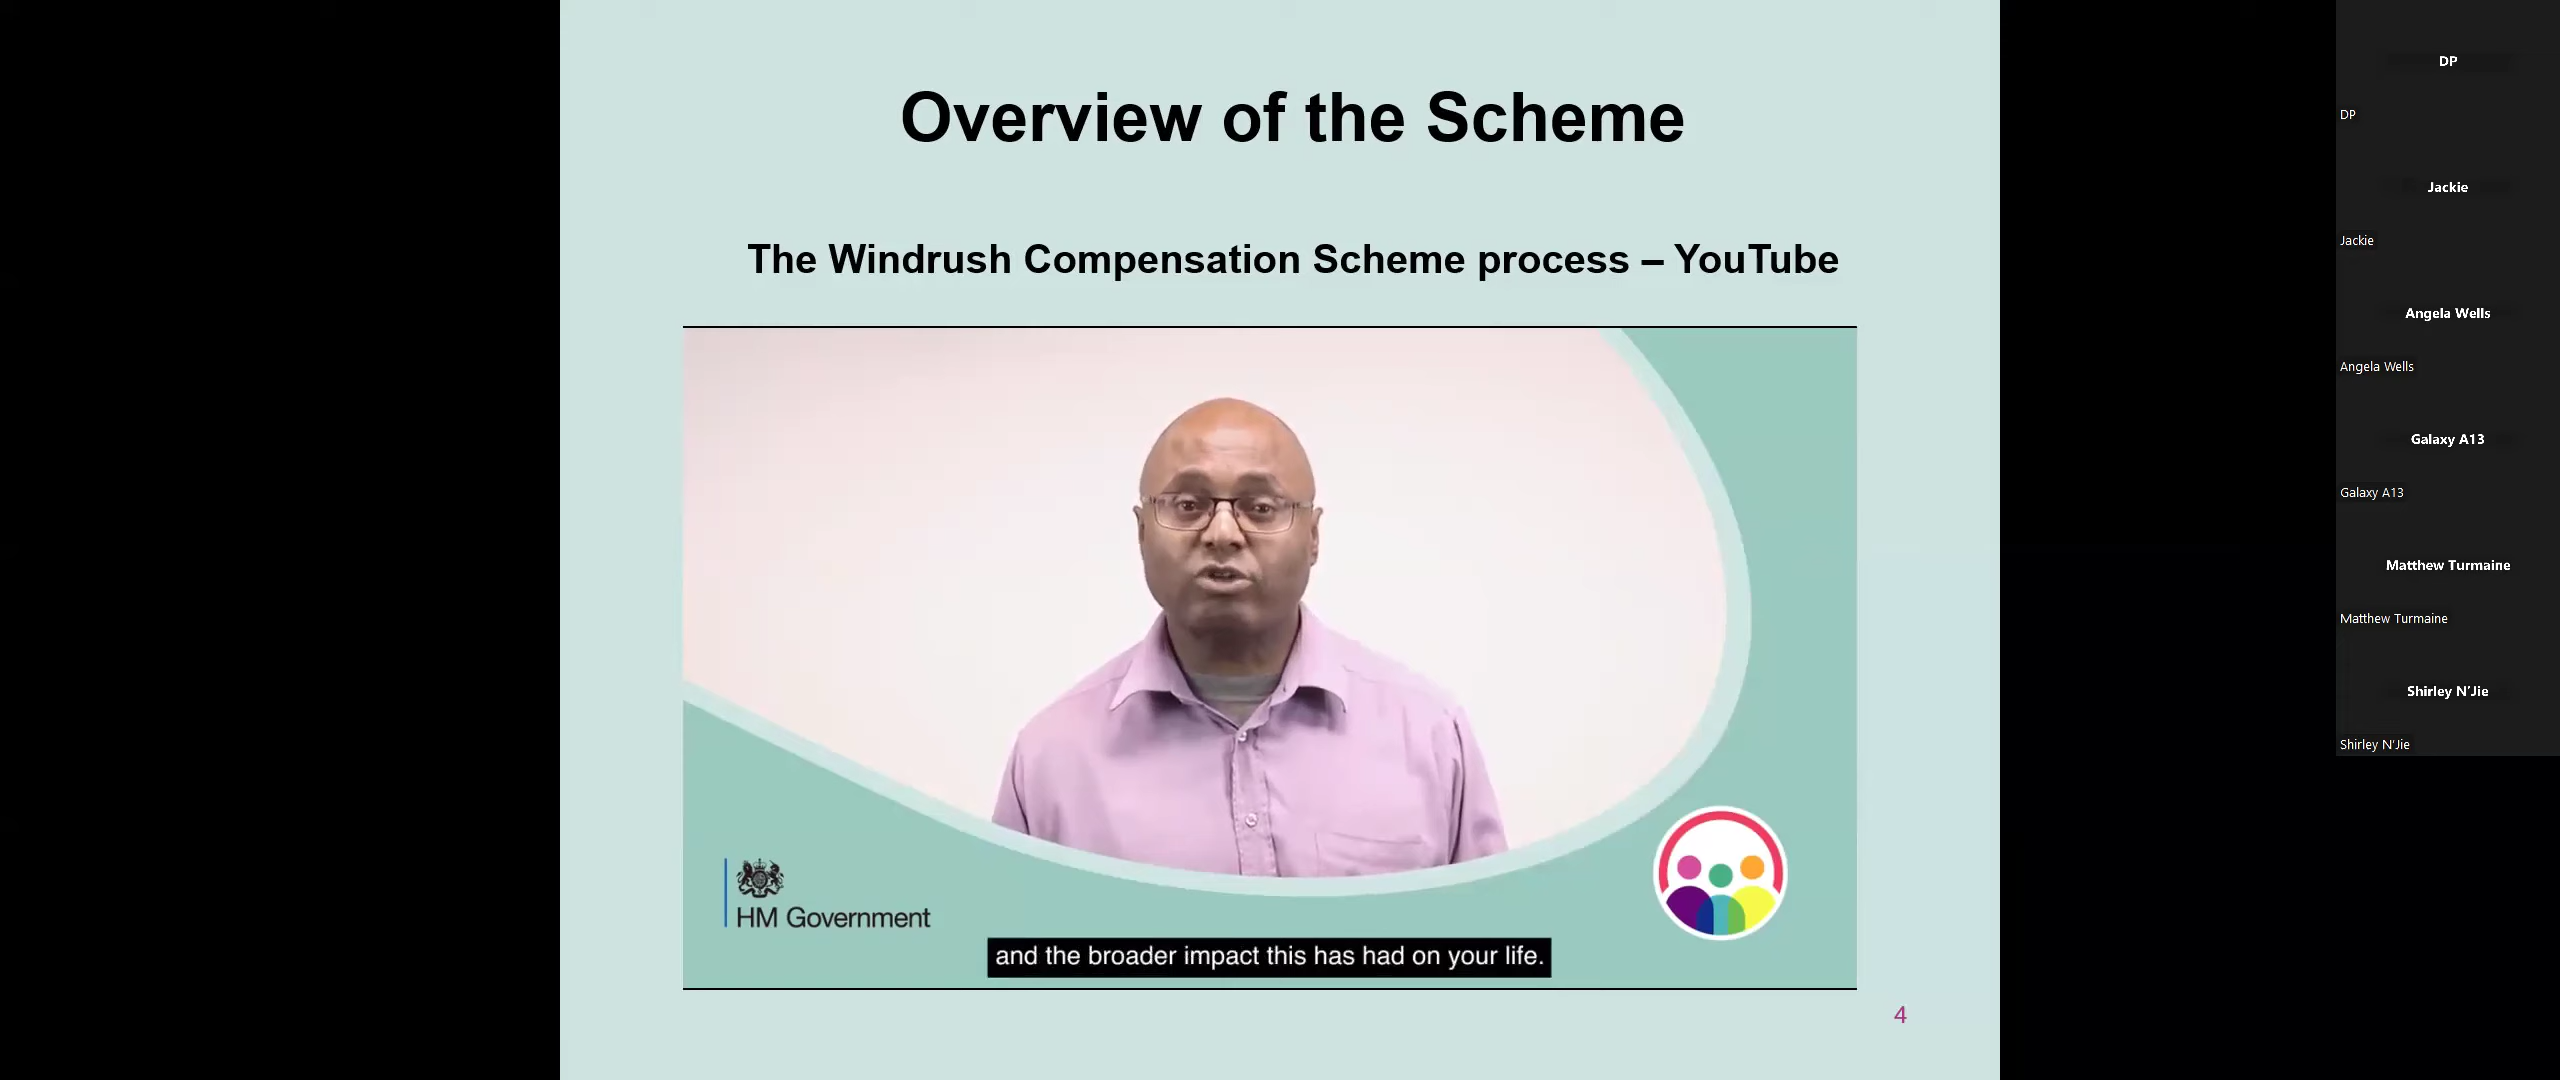 Overview of the Scheme
The Windrush Compensation Scheme process – YouTube
HM Government
and the broader impact this has had on your life.
4
DP
DP
Jackie
Jackie
Angela Wells
Angela Wells
Galaxy A13
Galaxy A13
Matthew Turmaine
Matthew Turmaine
Shirley N'Jie
Shirley N'Jie